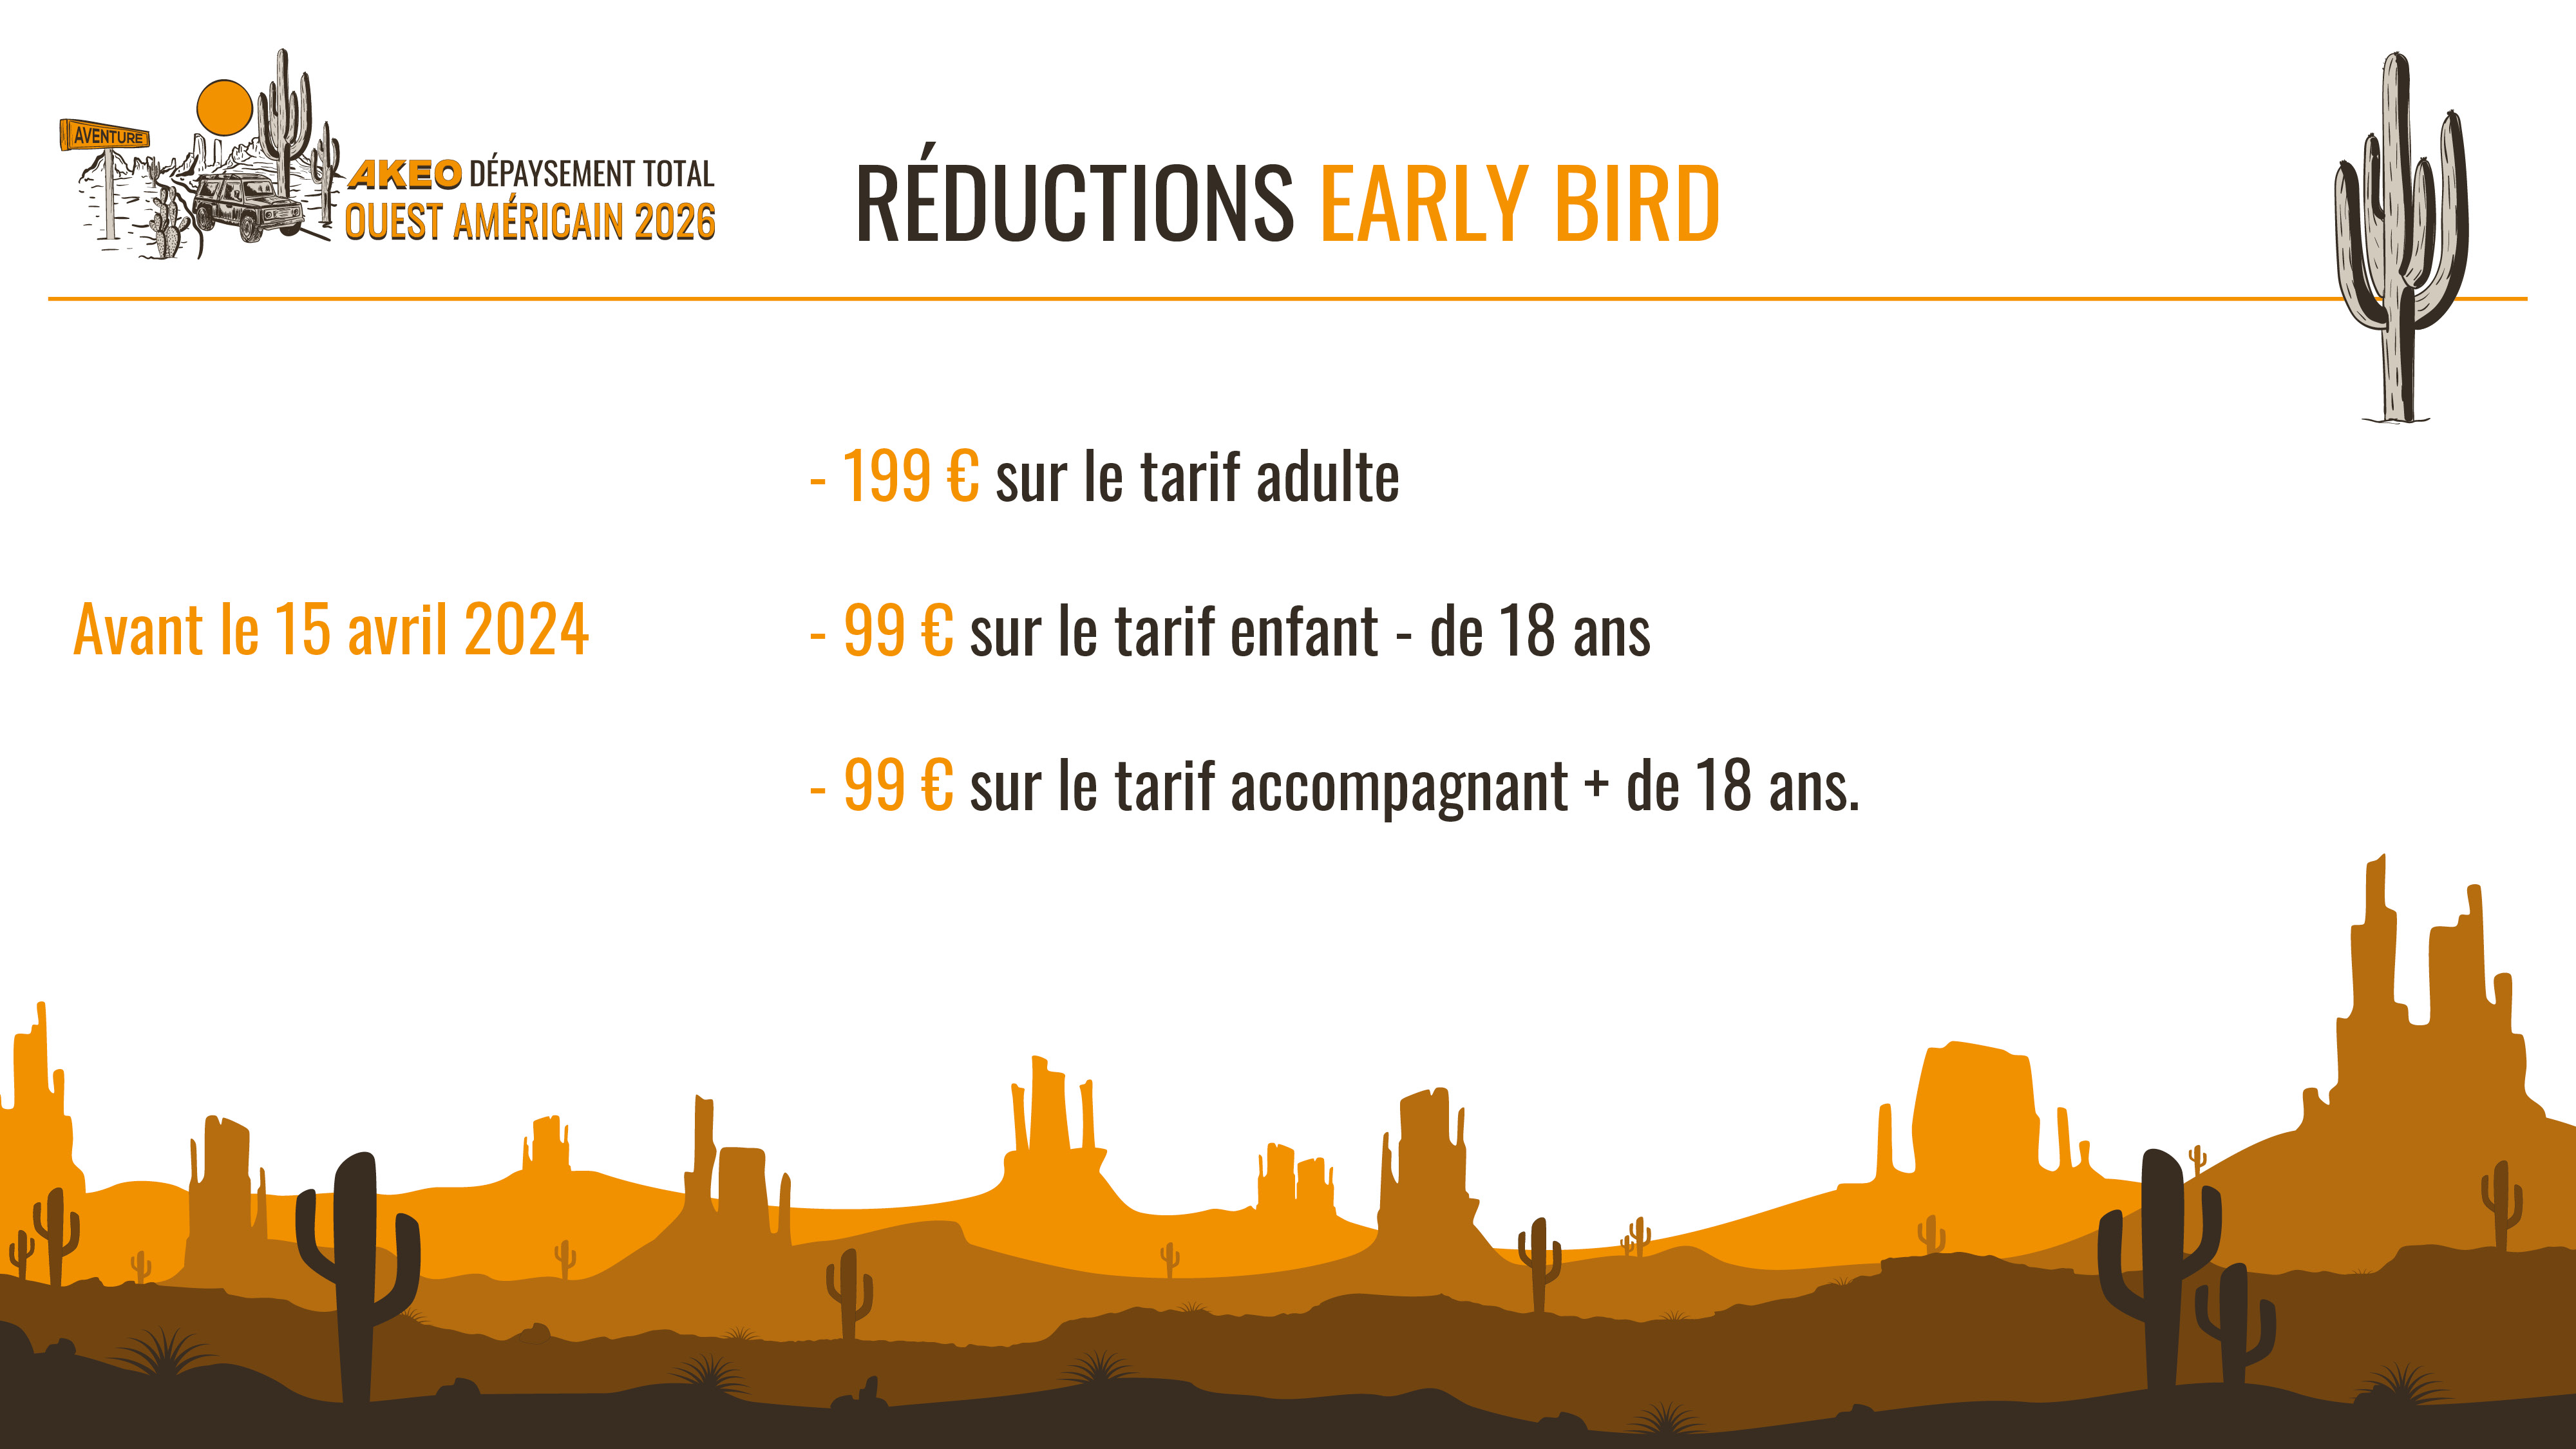 AVENTURE
AKEO DÉPAYSEMENT TOTAL
OUEST AMÉRICAIN 2026
RÉDUCTIONS EARLY BIRD
- 199 € sur le tarif adulte
Avant le 15 avril 2024
- 99 € sur le tarif enfant - de 18 ans
- 99 € sur le tarif accompagnant + de 18 ans.